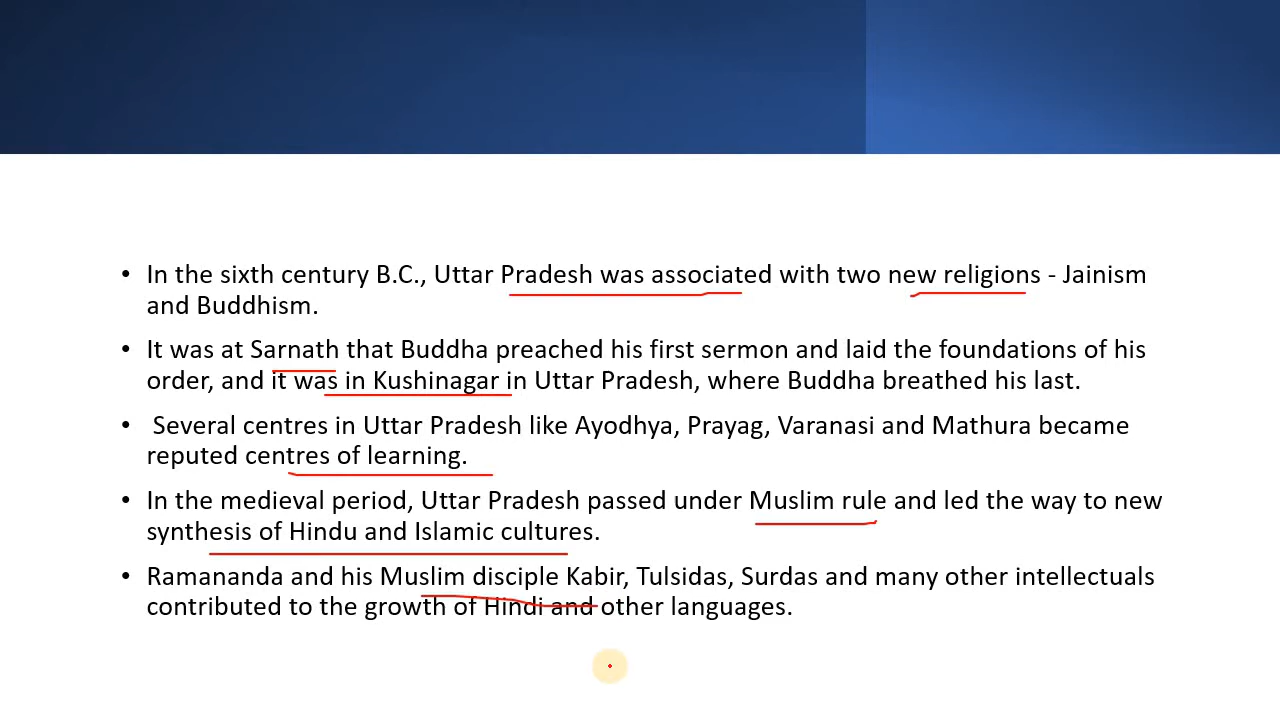 • In the sixth century B.C., Uttar Pradesh was associated with two new religions - Jainism
and Buddhism.
• It was at Sarnath that Buddha preached his first sermon and laid the foundations of his
order, and it was in Kushinagar in Uttar Pradesh, where Buddha breathed his last.
• Several centres in Uttar Pradesh like Ayodhya, Prayag, Varanasi and Mathura became
reputed centres of learning.
• In the medieval period, Uttar Pradesh passed under Muslim rule and led the way to new
synthesis of Hindu and Islamic cultures.
• Ramananda and his Muslim disciple Kabir, Tulsidas, Surdas and many other intellectuals
contributed to the growth of Hindi and other languages.